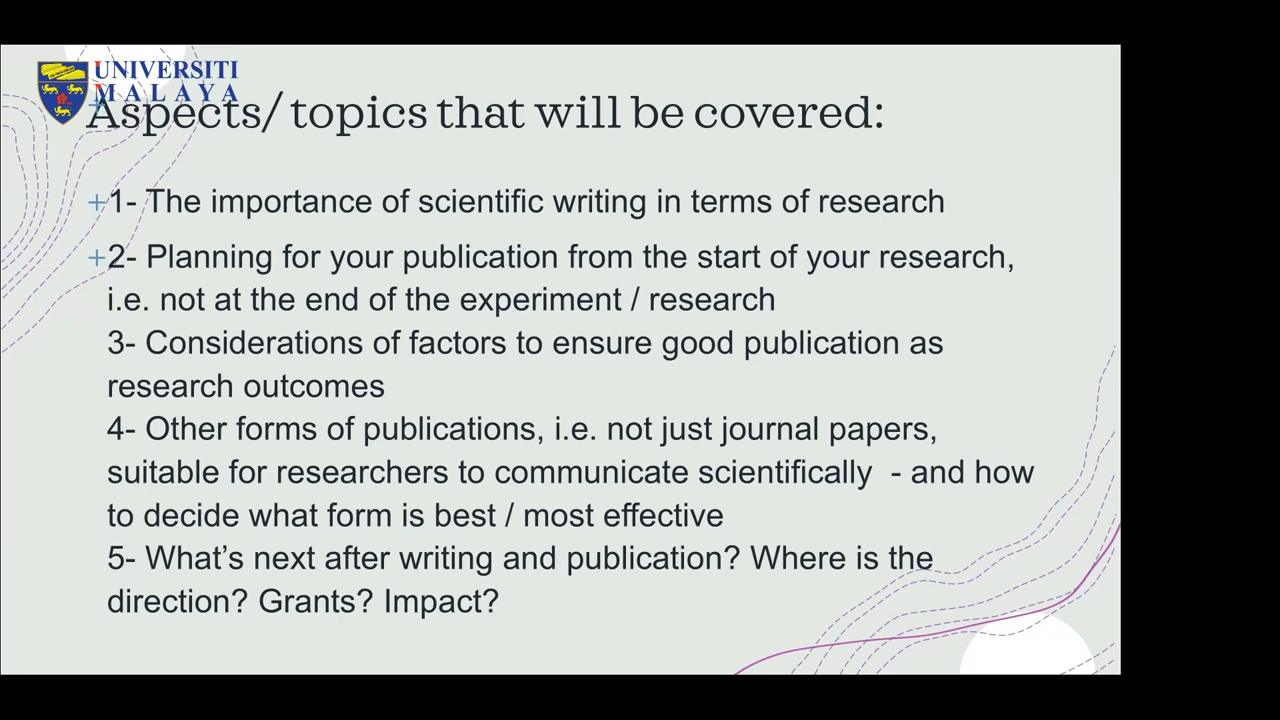 UNIVERSITI
MALAYA
Aspects/ topics that will be covered:
+1- The importance of scientific writing in terms of research
+2- Planning for your publication from the start of your research,
i.e. not at the end of the experiment / research
3- Considerations of factors to ensure good publication as
research outcomes
4- Other forms of publications, i.e. not just journal papers,
suitable for researchers to communicate scientifically - and how
to decide what form is best / most effective
5- What’s next after writing and publication? Where is the
direction? Grants? Impact?